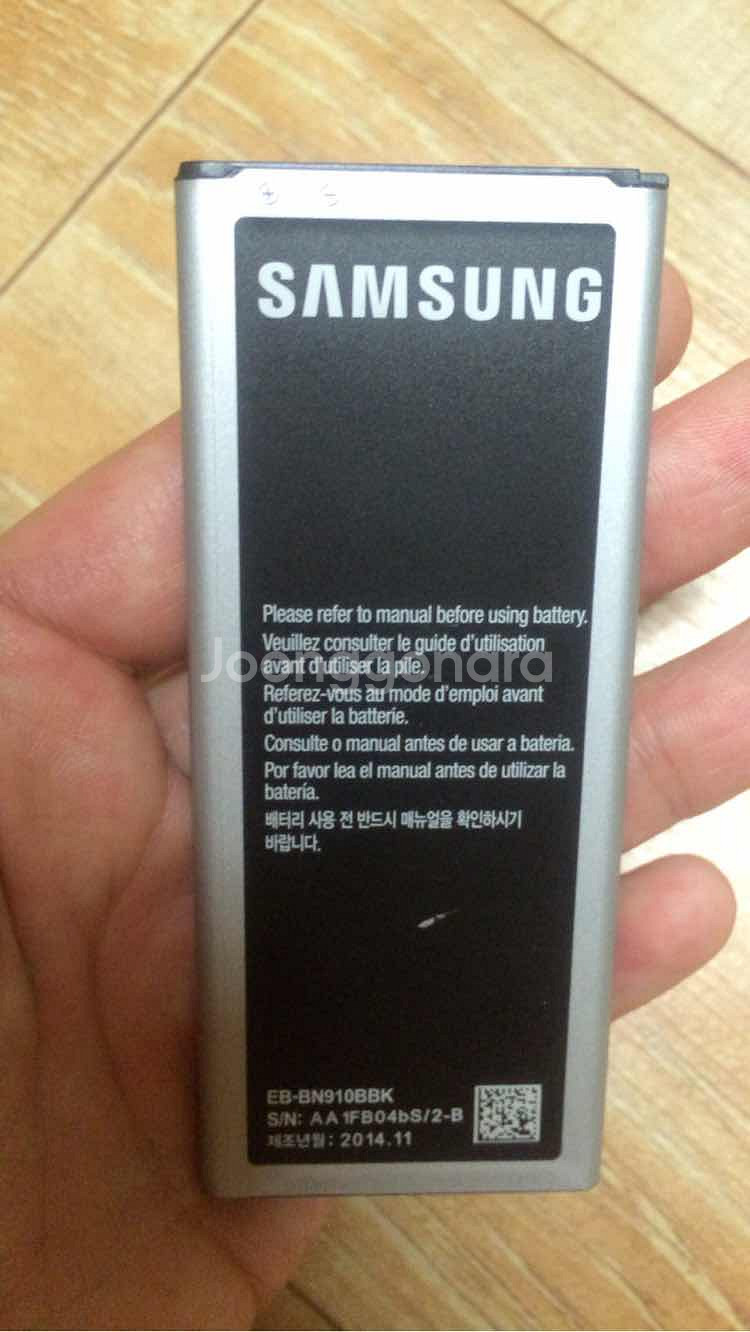 SAMSUNG
Please refer to manual before using battery.
Veuillez consulter le guide d'utilisation
avant d'utiliser la pile.
Joonggonara
Referez-vous au mode d'emploi avant
d'utiliser la batterie.
Consulte o manual antes de usar a bateria.
Por favor lea el manual antes de utilizar la
batería.
배터리 사용 전 반드시 매뉴얼을 확인하시기
바랍니다.
EB-BN910BBK
S/N: AA1FB04bS/2-B
제조년월: 2014.11